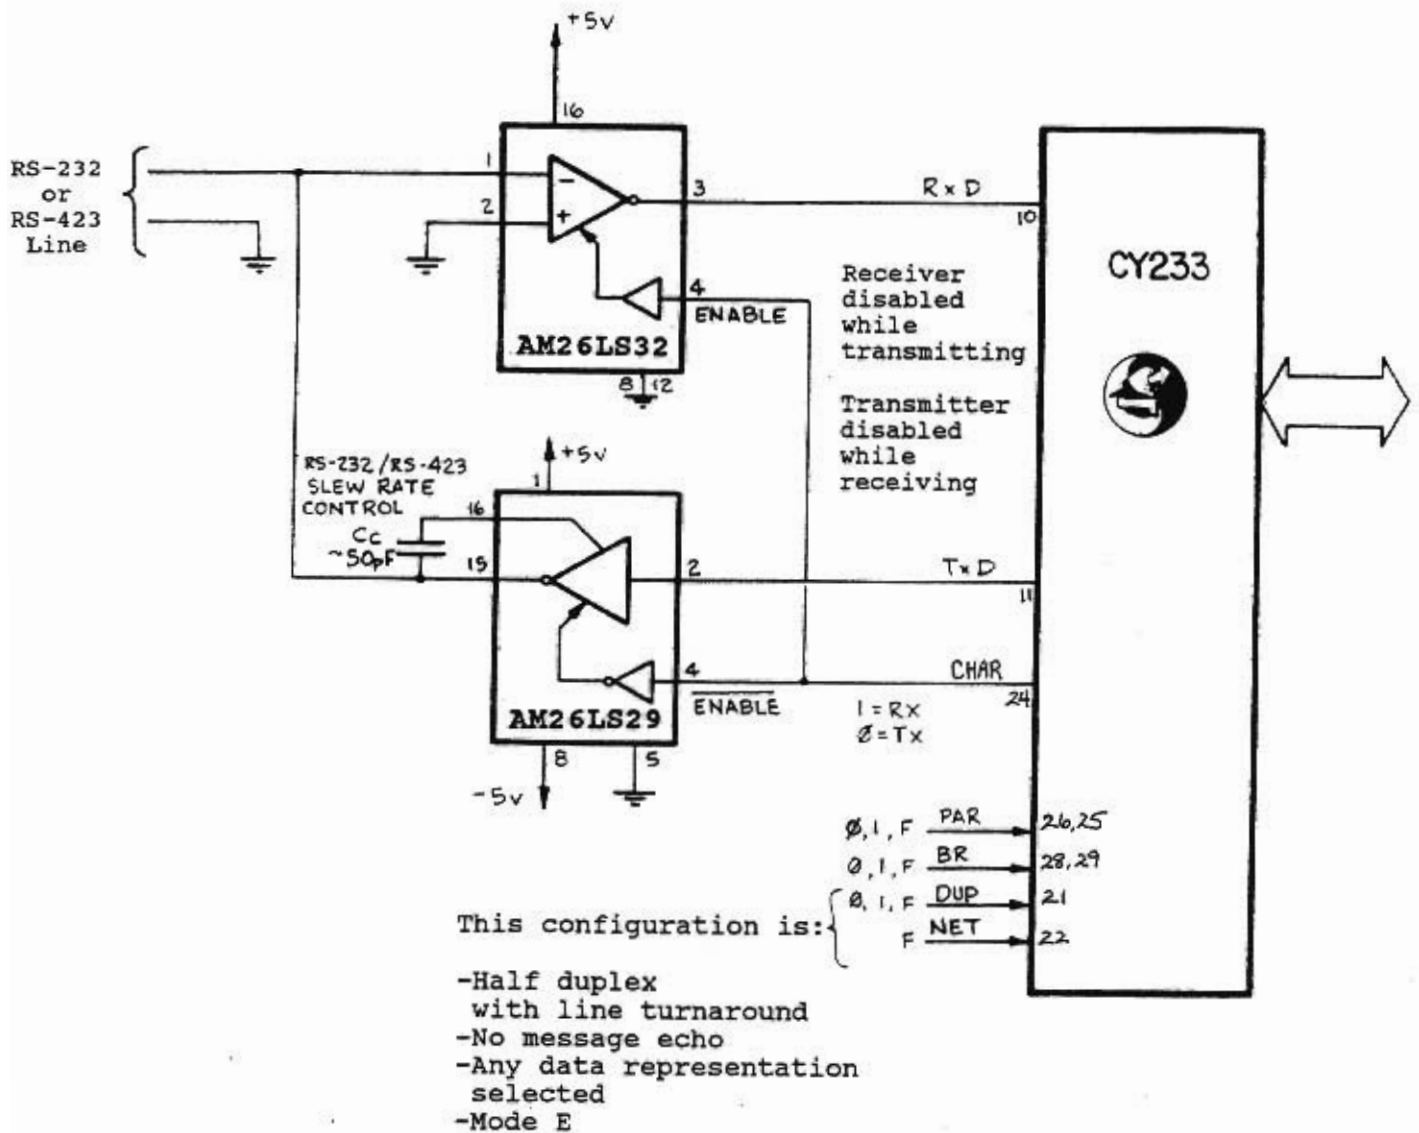 +5v
16
RS-232
or
RS-423
Line
1
2
3
RxD
10
CY233
4
ENABLE
AM26LS32
8
12
Receiver
disabled
while
transmitting
Transmitter
disabled
while
receiving
+5v
1
RS-232/RS-423
SLEW RATE
CONTROL
Cc
~50pF
16
15
2
TxD
11
4
ENABLE
CHAR
24
1=Rx
Ø=Tx
AM26LS29
8
5
-5v
Ø,1,F PAR 26,25
0,1,F BR 28,29
Ø,1,F DUP 21
F NET 22
This configuration is:
-Half duplex
with line turnaround
-No message echo
-Any data representation
selected
-Mode E